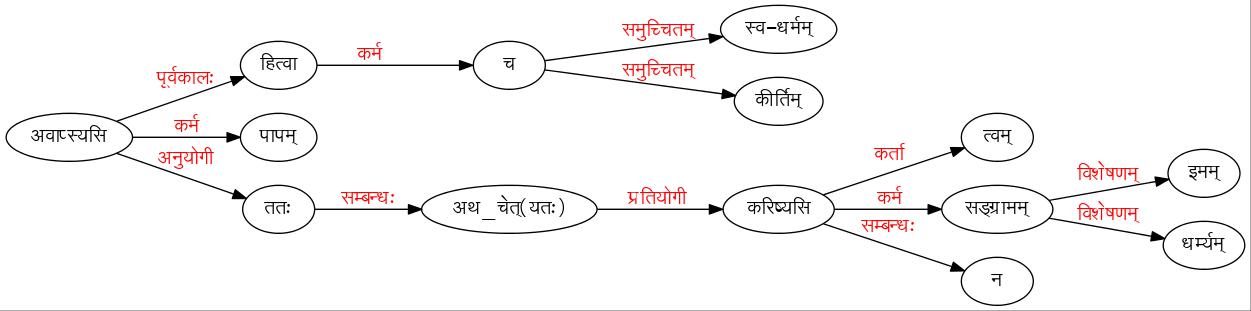 स्व-धर्मम्
समुच्चितम्
हित्वा
कर्म
च
पूर्वकालः
समुच्चितम्
कीर्तिम्
अवाप्स्यसि
कर्म
पापम्
त्वम्
अनुयोगी
कर्ता
विशेषणम्
इमम्
ततः
सम्बन्धः
अथ_चेत्(यतः)
प्रतियोगी
करिष्यसि
कर्म
सङ्ग्रामम्
सम्बन्धः
विशेषणम्
धर्म्यम्
न